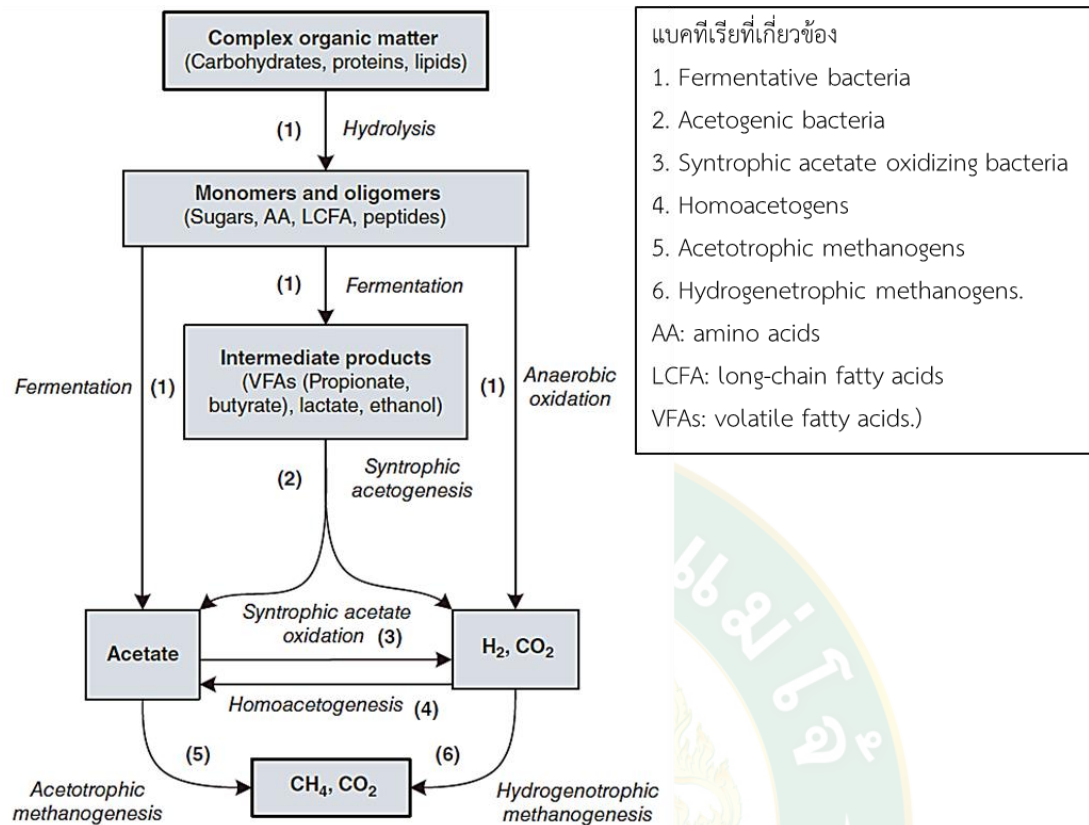 Complex organic matter
(Carbohydrates, proteins, lipids)
(1)
Hydrolysis
Monomers and oligomers
(Sugars, AA, LCFA, peptides)
(1)
Fermentation
Intermediate products
(VFAs (Propionate,
butyrate), lactate, ethanol)
Fermentation
(1)
(1)
Anaerobic
oxidation
(2)
Syntrophic
acetogenesis
Acetate
Syntrophic acetate
oxidation (3)
H2, CO2
Homoacetogenesis (4)
(5)
(6)
Acetotrophic
methanogenesis
CH4, CO2
Hydrogenotrophic
methanogenesis
แบคทีเรียที่เกี่ยวข้อง
1. Fermentative bacteria
2. Acetogenic bacteria
3. Syntrophic acetate oxidizing bacteria
4. Homoacetogens
5. Acetotrophic methanogens
6. Hydrogenetrophic methanogens.
AA: amino acids
LCFA: long-chain fatty acids
VFAs: volatile fatty acids.)
แม่โจ้